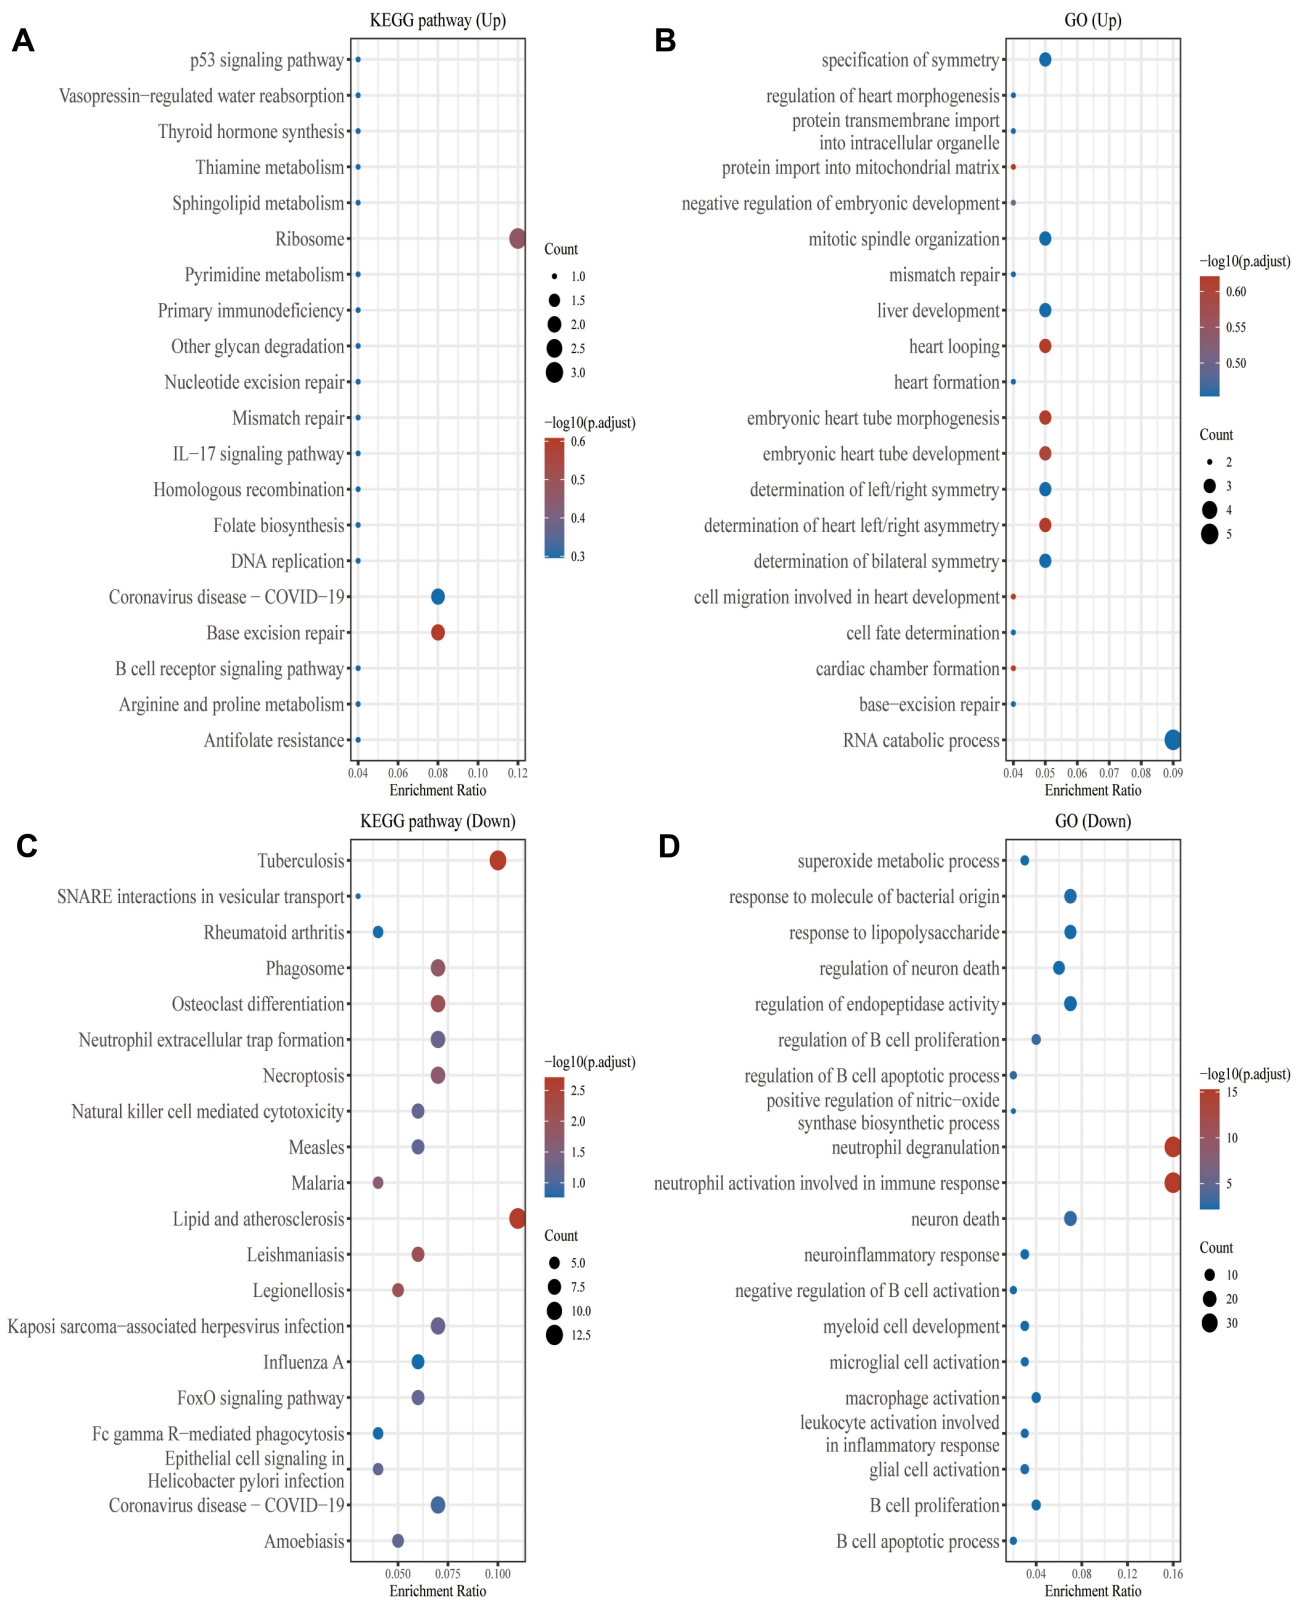 A
KEGG pathway (Up)
p53 signaling pathway
Vasopressin−regulated water reabsorption
Thyroid hormone synthesis
Thiamine metabolism
Sphingolipid metabolism
Ribosome
Pyrimidine metabolism
Primary immunodeficiency
Other glycan degradation
Nucleotide excision repair
Mismatch repair
IL−17 signaling pathway
Homologous recombination
Folate biosynthesis
DNA replication
Coronavirus disease − COVID−19
Base excision repair
B cell receptor signaling pathway
Arginine and proline metabolism
Antifolate resistance
0.04 0.06 0.08 0.10 0.12
Enrichment Ratio
Count
1.0
1.5
2.0
2.5
3.0
−log10(p.adjust)
0.6
0.5
0.4
0.3
B
GO (Up)
specification of symmetry
regulation of heart morphogenesis
protein transmembrane import
into intracellular organelle
protein import into mitochondrial matrix
negative regulation of embryonic development
mitotic spindle organization
mismatch repair
liver development
heart looping
heart formation
embryonic heart tube morphogenesis
embryonic heart tube development
determination of left/right symmetry
determination of heart left/right asymmetry
determination of bilateral symmetry
cell migration involved in heart development
cell fate determination
cardiac chamber formation
base−excision repair
RNA catabolic process
0.04 0.05 0.06 0.07 0.08 0.09
Enrichment Ratio
−log10(p.adjust)
0.60
0.55
0.50
Count
2
3
4
5
C
KEGG pathway (Down)
Tuberculosis
SNARE interactions in vesicular transport
Rheumatoid arthritis
Phagosome
Osteoclast differentiation
Neutrophil extracellular trap formation
Necroptosis
Natural killer cell mediated cytotoxicity
Measles
Malaria
Lipid and atherosclerosis
Leishmaniasis
Legionellosis
Kaposi sarcoma−associated herpesvirus infection
Influenza A
FoxO signaling pathway
Fc gamma R−mediated phagocytosis
Epithelial cell signaling in
Helicobacter pylori infection
Coronavirus disease − COVID−19
Amoebiasis
0.050 0.075 0.100
Enrichment Ratio
−log10(p.adjust)
2.5
2.0
1.5
1.0
Count
5.0
7.5
10.0
12.5
D
GO (Down)
superoxide metabolic process
response to molecule of bacterial origin
response to lipopolysaccharide
regulation of neuron death
regulation of endopeptidase activity
regulation of B cell proliferation
regulation of B cell apoptotic process
positive regulation of nitric−oxide
synthase biosynthetic process
neutrophil degranulation
neutrophil activation involved in immune response
neuron death
neuroinflammatory response
negative regulation of B cell activation
myeloid cell development
microglial cell activation
macrophage activation
leukocyte activation involved
in inflammatory response
glial cell activation
B cell proliferation
B cell apoptotic process
0.04 0.08 0.12 0.16
Enrichment Ratio
−log10(p.adjust)
15
10
5
Count
10
20
30